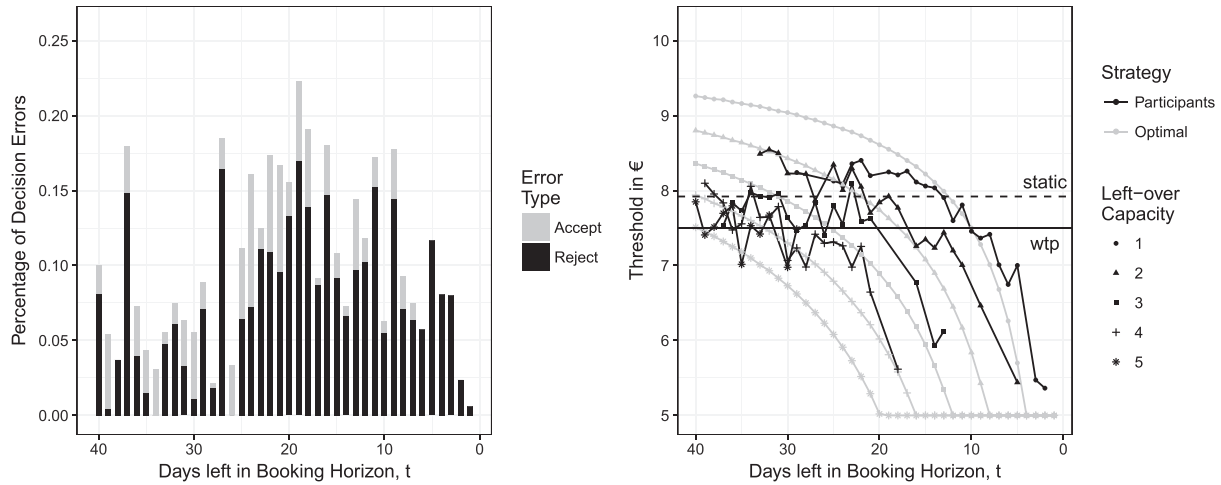 0.25
0.20
0.15
0.10
0.05
0.00
Percentage of Decision Errors
40
30
20
10
0
Days left in Booking Horizon, t
Error
Type
Accept
Reject
10
9
8
7
6
5
Threshold in €
static
wtp
40
30
20
10
0
Days left in Booking Horizon, t
Strategy
Participants
Optimal
Left−over
Capacity
1
2
3
4
5